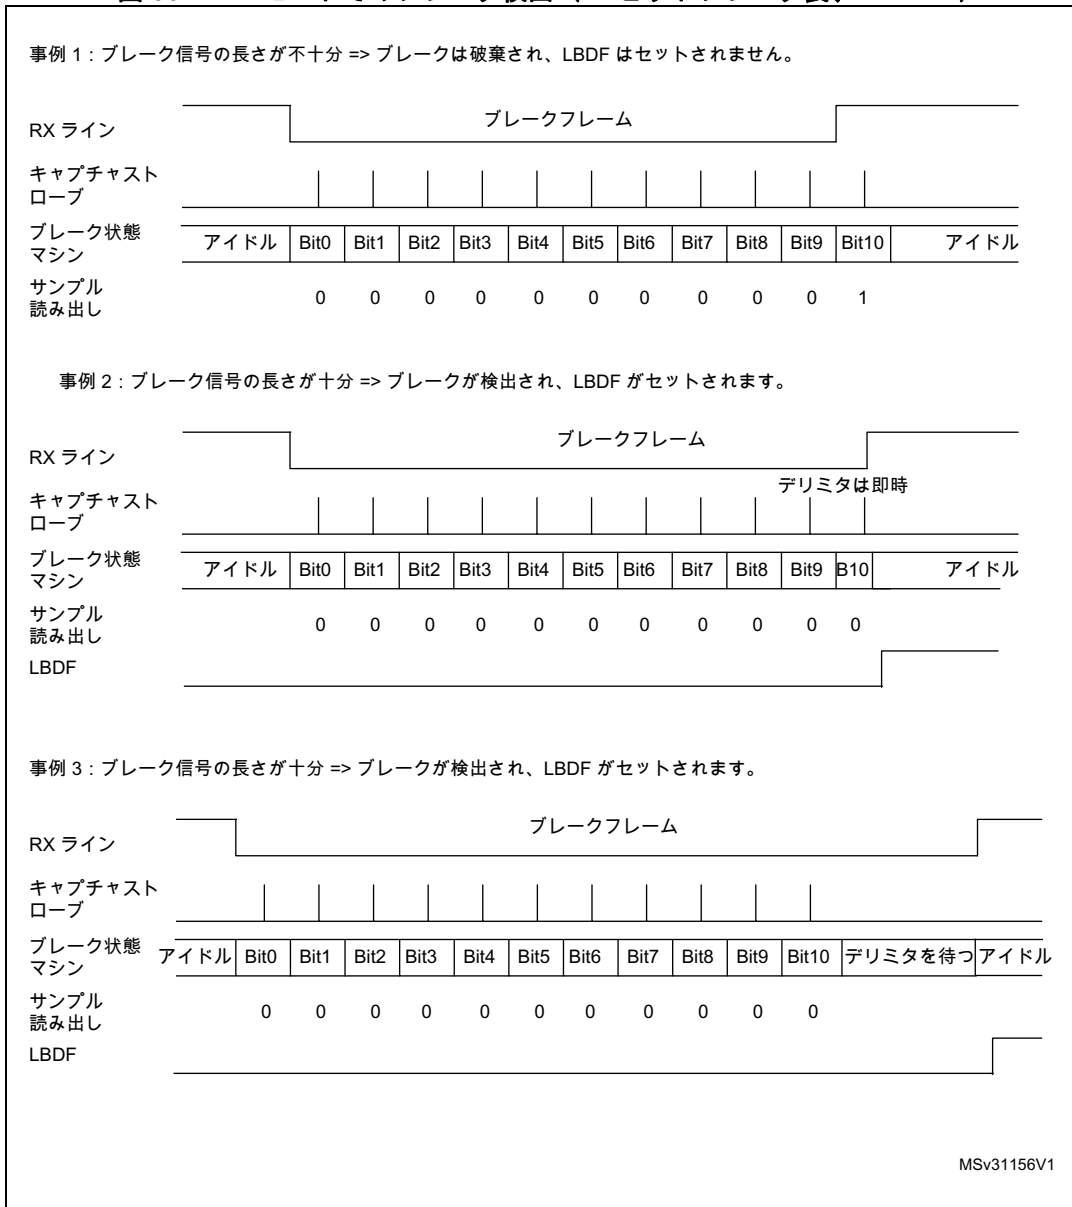 事例 1：ブレーク信号の長さが不十分 => ブレークは破棄され、LBDF はセットされません。
RX ライン
ブレークフレーム
キャプチャスト
ローブ
ブレーク状態
マシン
アイドル Bit0 Bit1 Bit2 Bit3 Bit4 Bit5 Bit6 Bit7 Bit8 Bit9 Bit10 アイドル
サンプル
読み出し
0 0 0 0 0 0 0 0 0 0 1
事例 2：ブレーク信号の長さが十分 => ブレークが検出され、LBDF がセットされます。
RX ライン
ブレークフレーム
デリミタは即時
キャプチャスト
ローブ
ブレーク状態
マシン
アイドル Bit0 Bit1 Bit2 Bit3 Bit4 Bit5 Bit6 Bit7 Bit8 Bit9 B10 アイドル
サンプル
読み出し
0 0 0 0 0 0 0 0 0 0 0
LBDF
事例 3：ブレーク信号の長さが十分 => ブレークが検出され、LBDF がセットされます。
RX ライン
ブレークフレーム
キャプチャスト
ローブ
ブレーク状態
マシン
アイドル Bit0 Bit1 Bit2 Bit3 Bit4 Bit5 Bit6 Bit7 Bit8 Bit9 Bit10 デリミタを待つ アイドル
サンプル
読み出し
0 0 0 0 0 0 0 0 0 0 0
LBDF
MSv31156V1